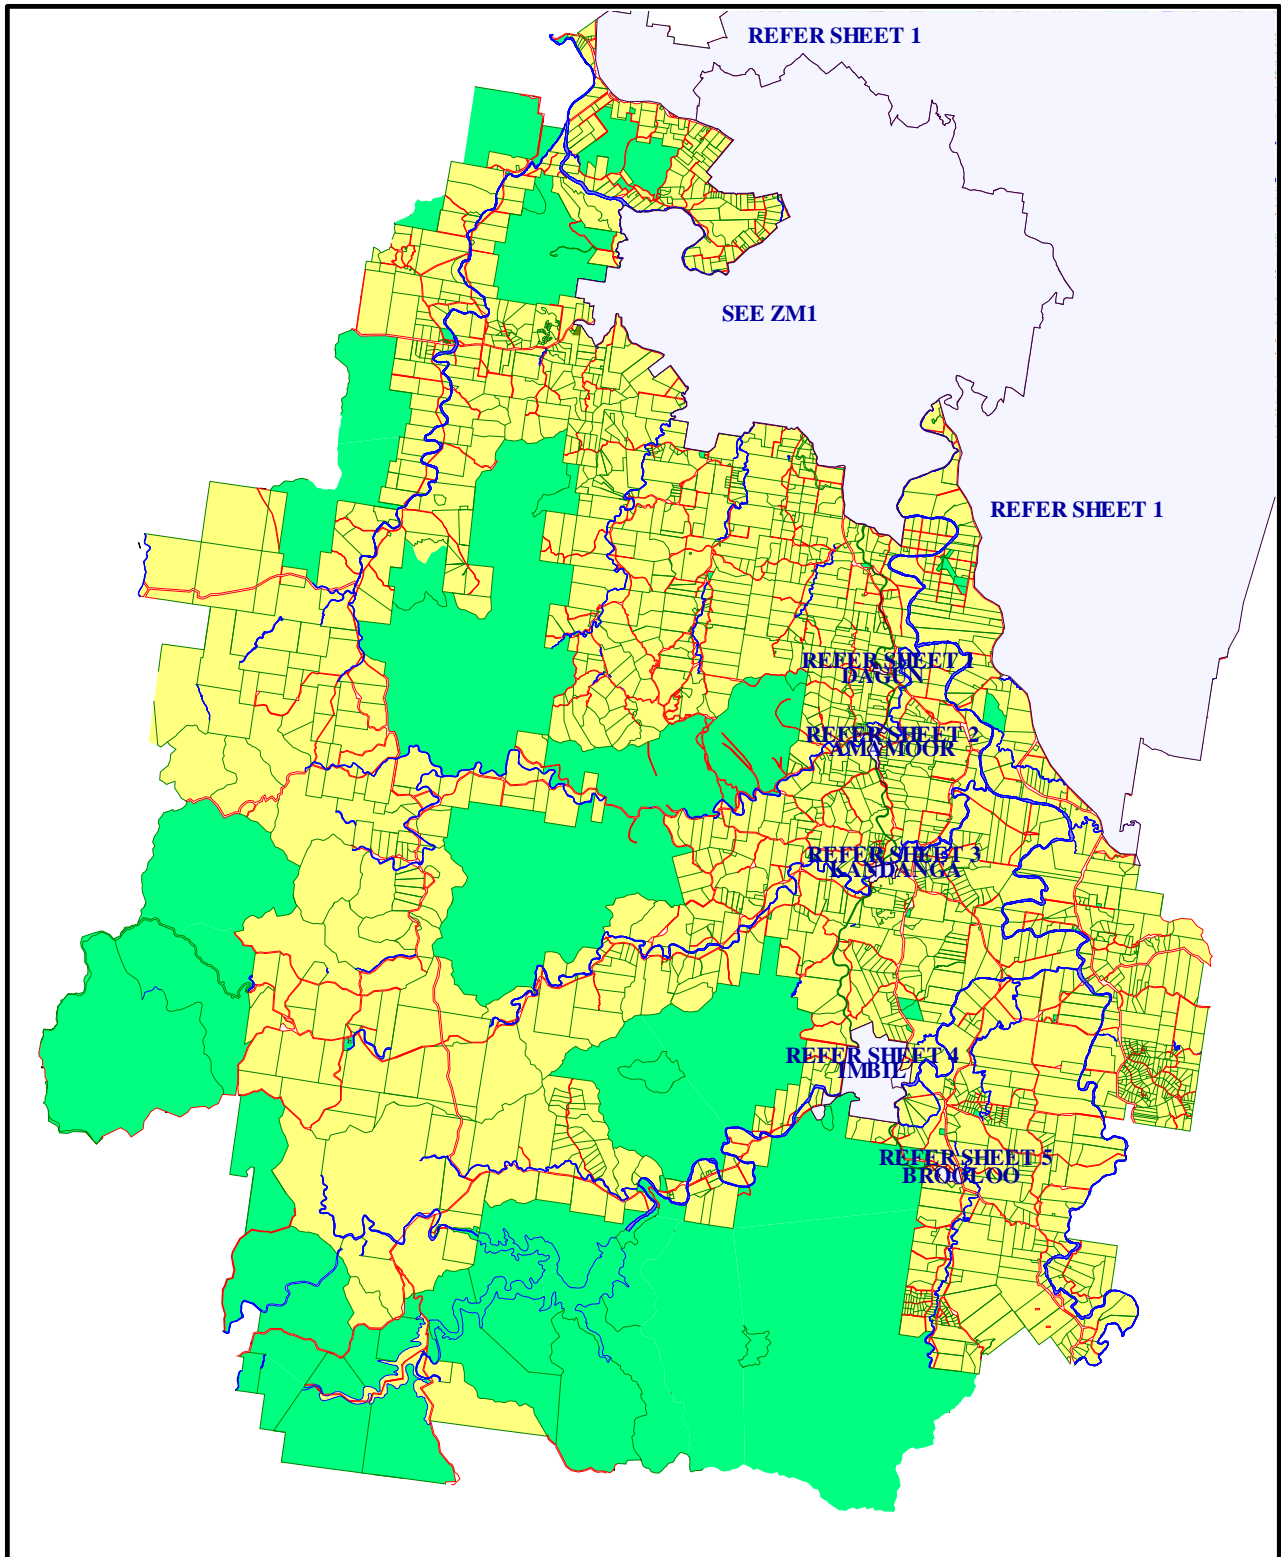 REFER SHEET 1
SEE ZM1
REFER SHEET 1
REFER SHEET 1
DAGUN
REFER SHEET 2
AMAMOOR
REFER SHEET 3
KANDANGA
REFER SHEET 4
IMBIL
REFER SHEET 5
BROOLOO